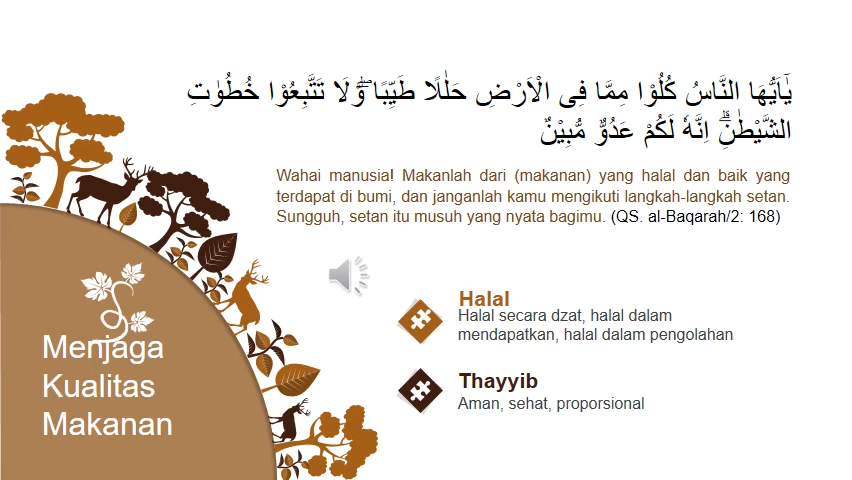 يٰٓاَيُّهَا النَّاسُ كُلُوْا مِمَّا فِى الْاَرْضِ حَلٰلًا طَيِّبًا ۖوَّلَا تَتَّبِعُوْا خُطُوٰتِ
الشَّيْطٰنِۗ اِنَّهٗ لَكُمْ عَدُوٌّ مُّبِيْنٌ
Wahai manusia! Makanlah dari (makanan) yang halal dan baik yang
terdapat di bumi, dan janganlah kamu mengikuti langkah-langkah setan.
Sungguh, setan itu musuh yang nyata bagimu. (QS. al-Baqarah/2: 168)
Menjaga
Kualitas
Makanan
Halal
Halal secara dzat, halal dalam
mendapatkan, halal dalam pengolahan
Thayyib
Aman, sehat, proporsional